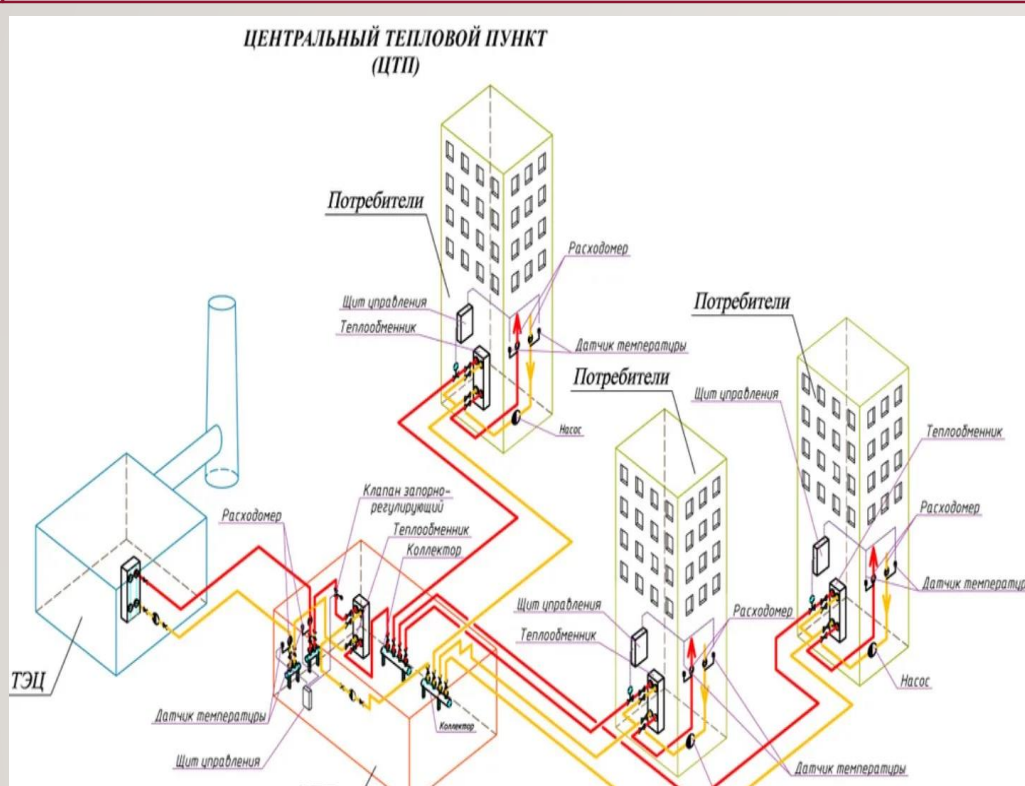 ЦЕНТРАЛЬНЫЙ ТЕПЛОВОЙ ПУНКТ
(ЦТП)
Потребители
Расходомер
Щит управления
Теплообменник
Датчик температуры
Насос
Потребители
Потребители
Щит управления
Теплообменник
Расходомер
Датчик температур
Насос
Клапан запорно-
регулирующий
Расходомер
Теплообменник
Коллектор
Щит управления
Теплообменник
Расходомер
ТЭЦ
Датчик температуры
Коллектор
Щит управления
Датчик температуры